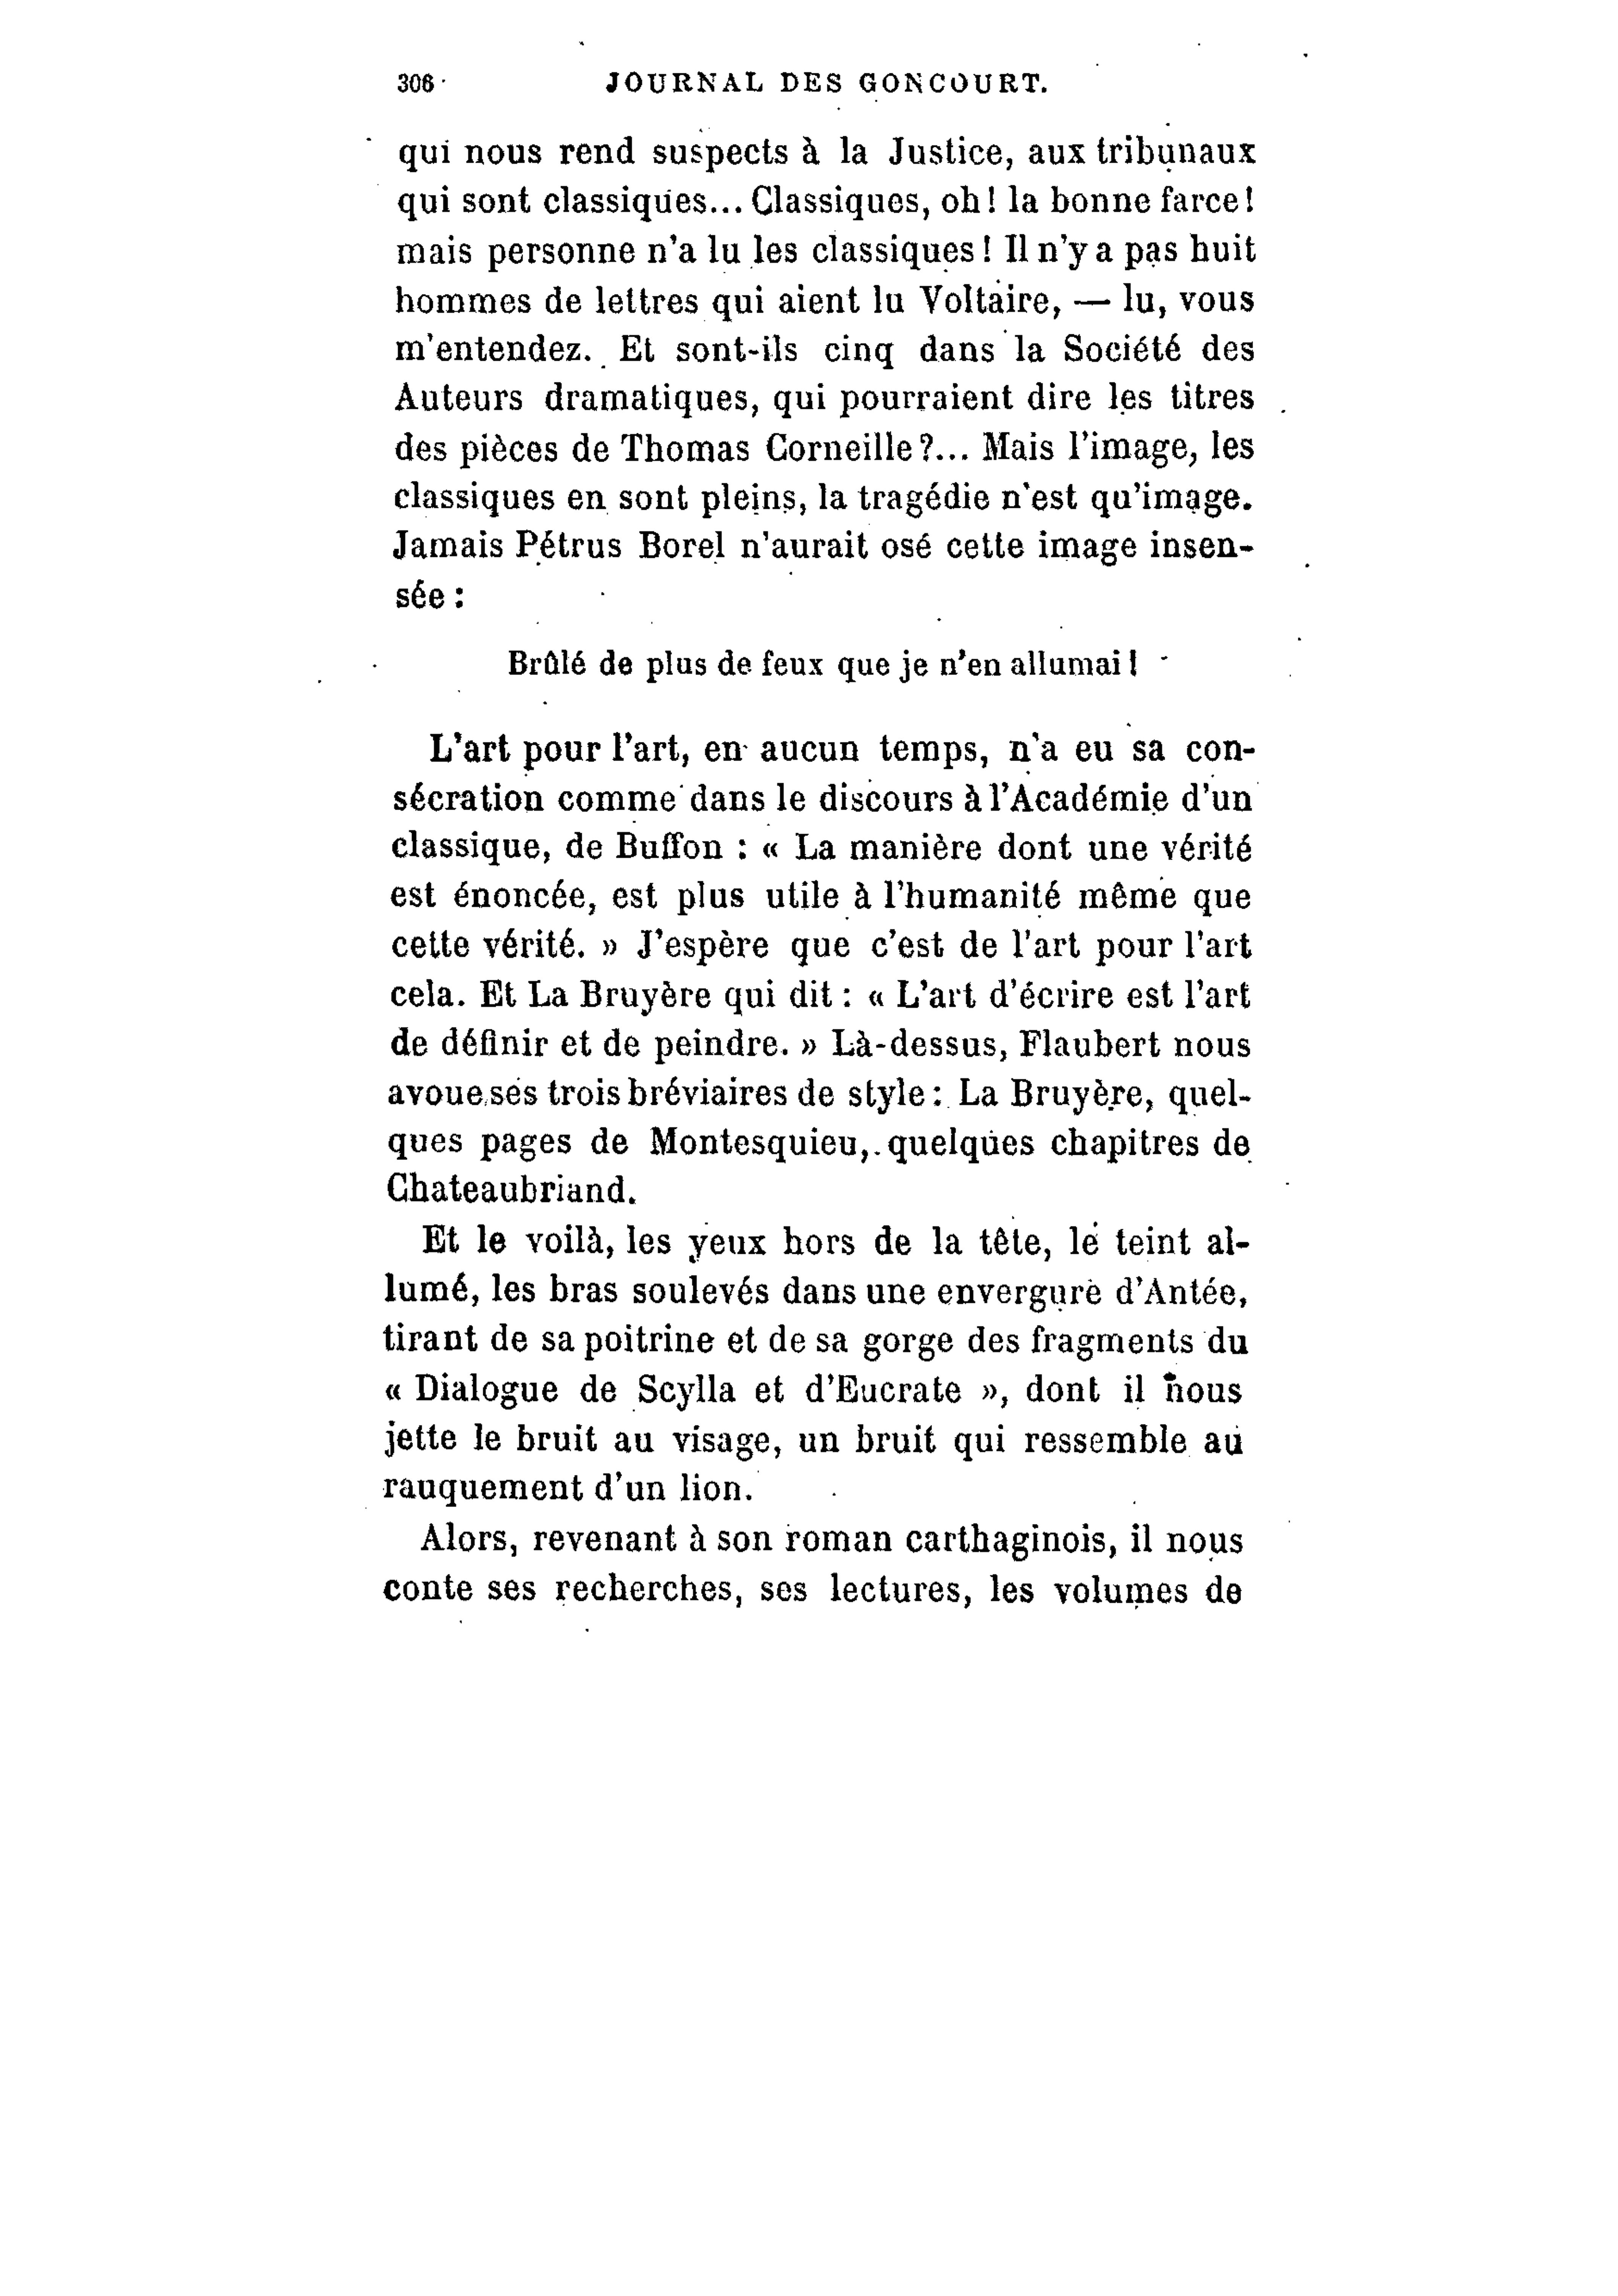 306 JOURNAL DES GONCOURT.
qui nous rend suspects à la Justice, aux tribunaux
qui sont classiques... Classiques, oh! la bonne farce!
mais personne n'a lu les classiques! Il n'y a pas huit
hommes de lettres qui aient lu Voltaire, — lu, vous
m'entendez. Et sont-ils cinq dans la Société des
Auteurs dramatiques, qui pourraient dire les titres
des pièces de Thomas Corneille?... Mais l'image, les
classiques en sont pleins, la tragédie n'est qu'image.
Jamais Pétrus Borel n'aurait osé cette image insen-
sée :
Brûlé de plus de feux que je n'en allumai!
L'art pour l'art, en aucun temps, n'a eu sa con-
sécration comme dans le discours à l'Académie d'un
classique, de Buffon : « La manière dont une vérité
est énoncée, est plus utile à l'humanité même que
cette vérité. » J'espère que c'est de l'art pour l'art
cela. Et La Bruyère qui dit : « L'art d'écrire est l'art
de définir et de peindre. » Là-dessus, Flaubert nous
avoue ses trois bréviaires de style : La Bruyère, quel-
ques pages de Montesquieu, quelques chapitres de
Chateaubriand.
Et le voilà, les yeux hors de la tête, le teint al-
lumé, les bras soulevés dans une envergure d'Antée,
tirant de sa poitrine et de sa gorge des fragments du
« Dialogue de Scylla et d'Eucrate », dont il nous
jette le bruit au visage, un bruit qui ressemble au
rauquement d'un lion.
Alors, revenant à son roman carthaginois, il nous
conte ses recherches, ses lectures, les volumes de